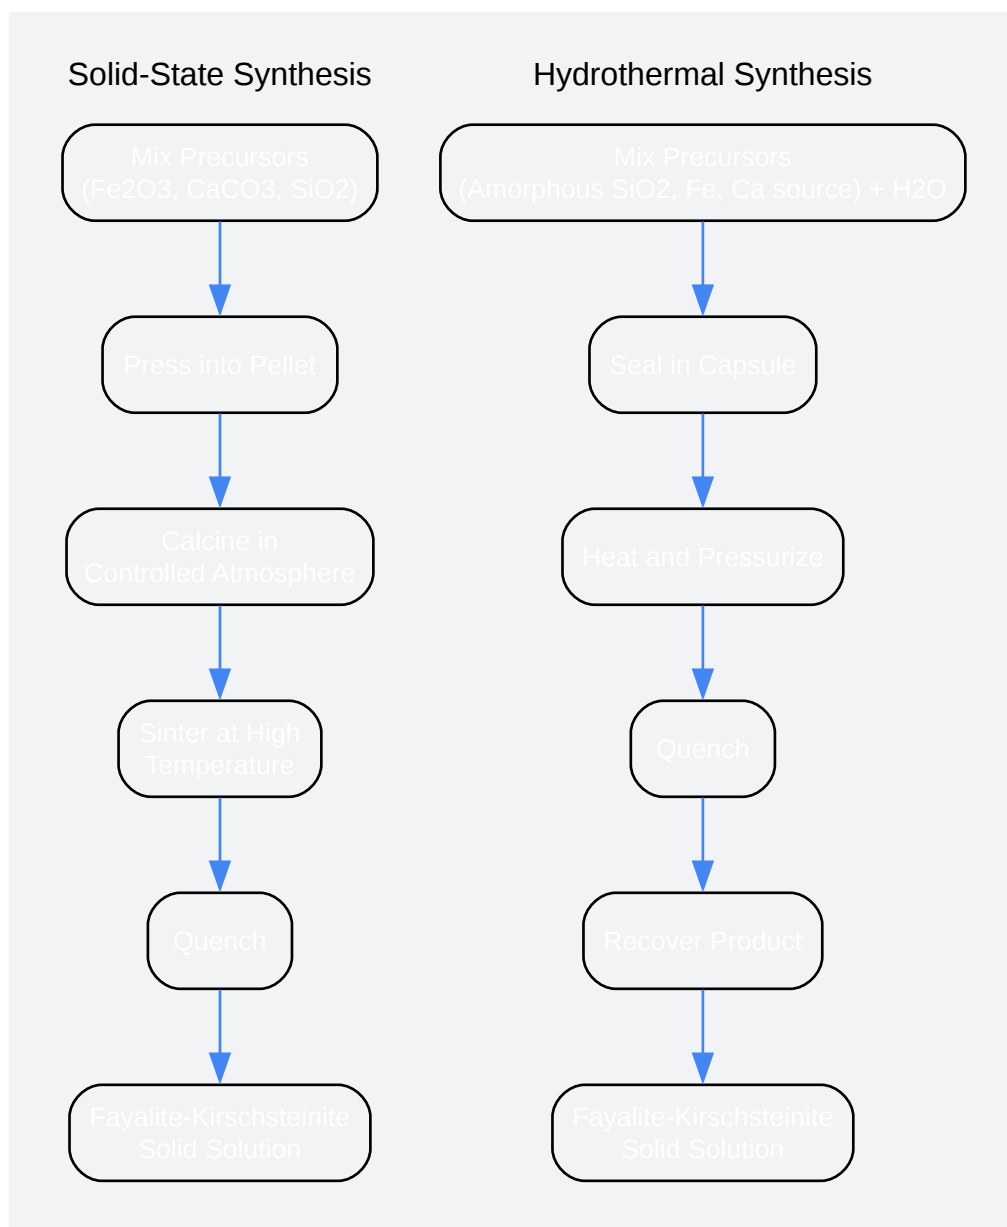 Solid-State Synthesis
Mix Precursors
(Fe2O3, CaCO3, SiO2)
Press into Pellet
Calcine in
Controlled Atmosphere
Sinter at High
Temperature
Quench
Fayalite-Kirschsteinite
Solid Solution
Hydrothermal Synthesis
Mix Precursors
(Amorphous SiO2, Fe, Ca source) + H2O
Seal in Capsule
Heat and Pressurize
Quench
Recover Product
Fayalite-Kirschsteinite
Solid Solution